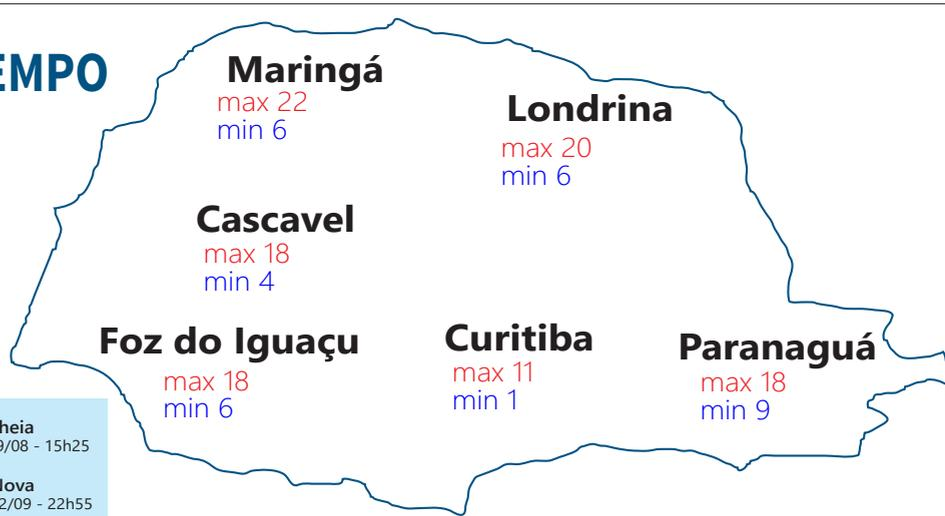 EMPO
Maringá
max 22
min 6
Londrina
max 20
min 6
Cascavel
max 18
min 4
Foz do Iguaçu
max 18
min 6
Curitiba
max 11
min 1
Paranaguá
max 18
min 9
heia
9/08 - 15h25
Nova
2/09 - 22h55